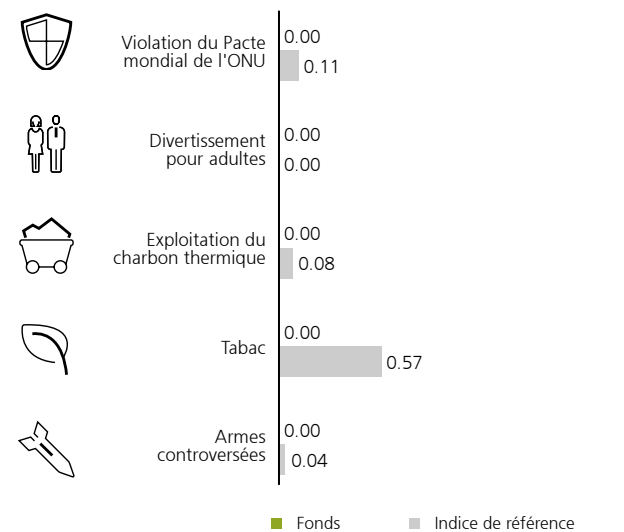 Violation du Pacte
mondial de l'ONU
0.00
0.11
Divertissement
pour adultes
0.00
0.00
Exploitation du
charbon thermique
0.00
0.08
Tabac
0.00
0.57
Armes
controversées
0.00
0.04
Fonds
Indice de référence